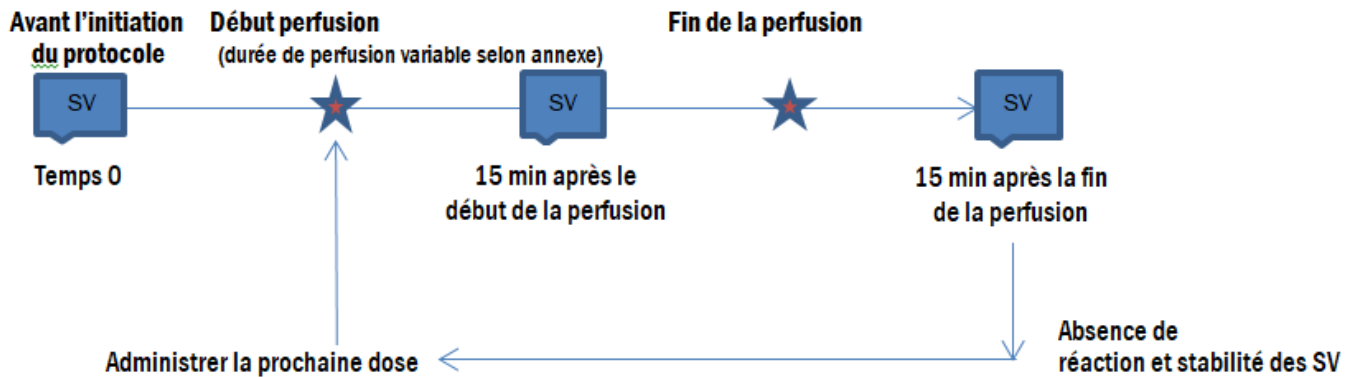 Avant l'initiation
du protocole
Début perfusion
(durée de perfusion variable selon annexe)
Fin de la perfusion
SV
SV
SV
Temps 0
15 min après le
début de la perfusion
15 min après la fin
de la perfusion
Absence de
réaction et stabilité des SV
Administrer la prochaine dose